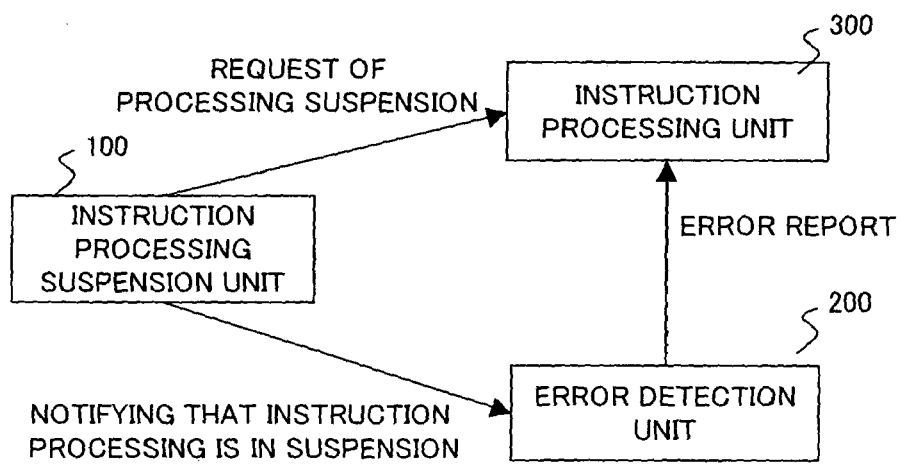 300
REQUEST OF
PROCESSING SUSPENSION
INSTRUCTION
PROCESSING UNIT
100
INSTRUCTION
PROCESSING
SUSPENSION UNIT
ERROR REPORT
200
ERROR DETECTION
UNIT
NOTIFYING THAT INSTRUCTION
PROCESSING IS IN SUSPENSION